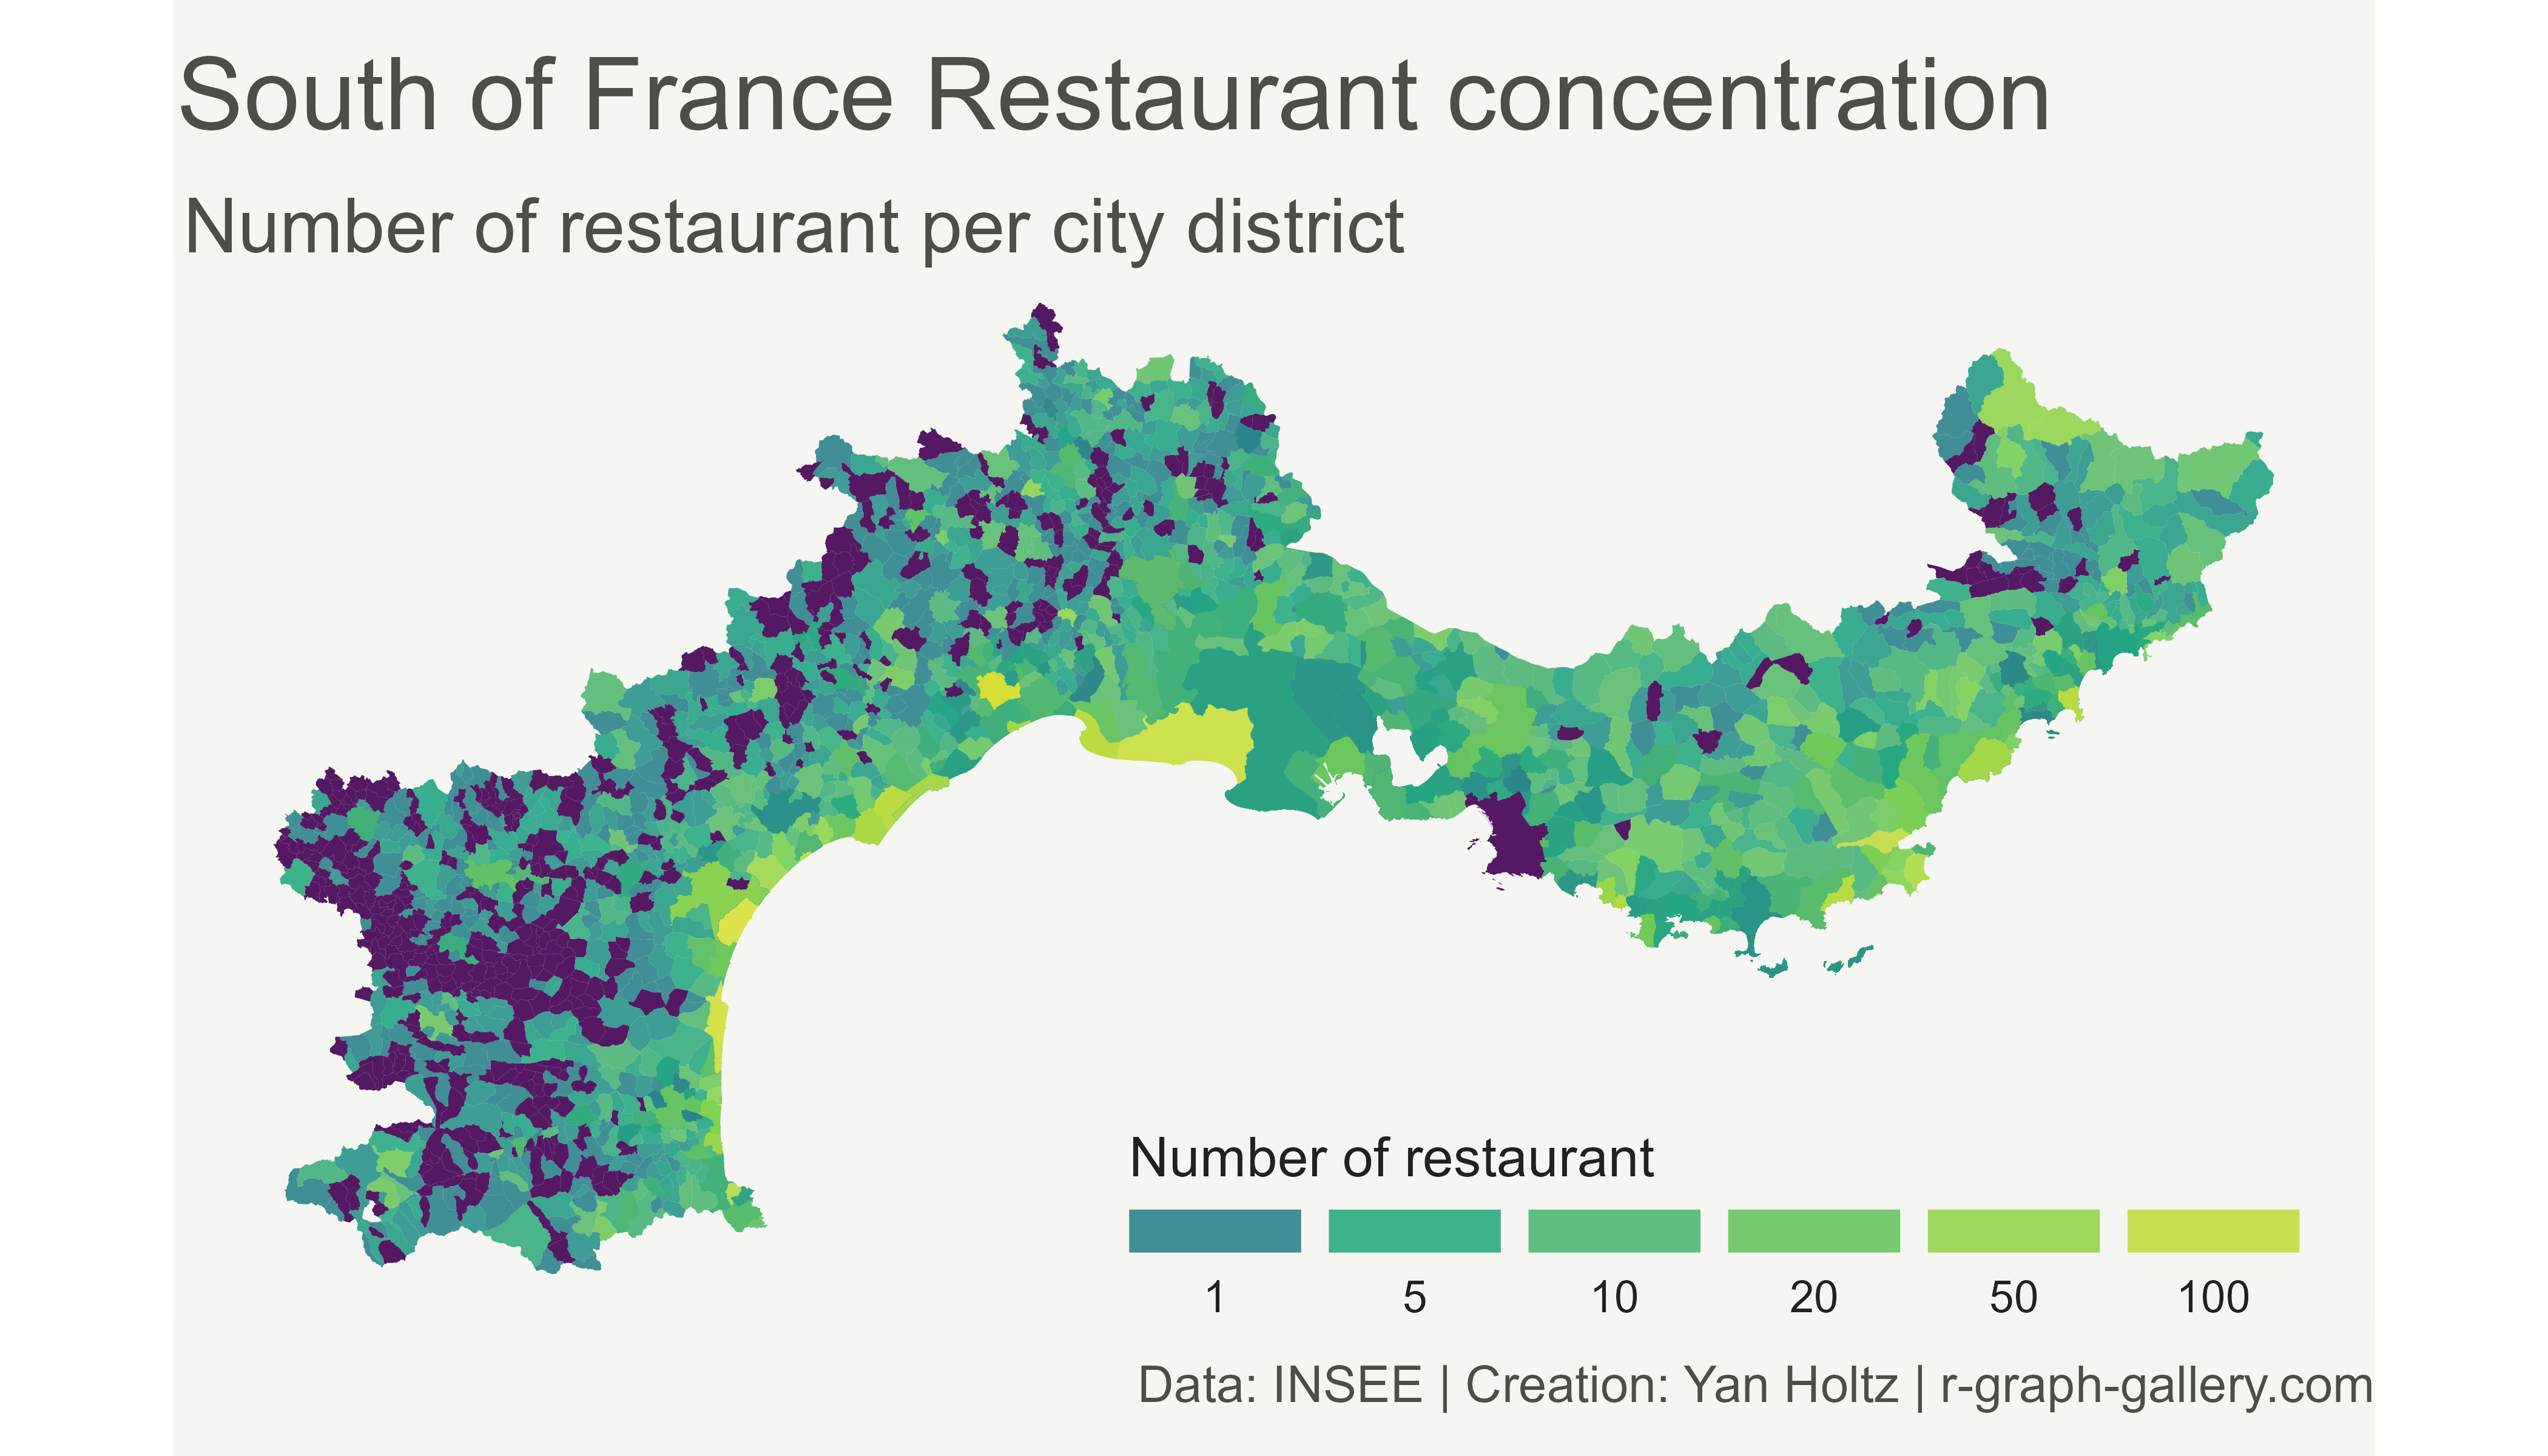 South of France Restaurant concentration
Number of restaurant per city district
Number of restaurant
1 5 10 20 50 100
Data: INSEE | Creation: Yan Holtz | r-graph-gallery.com